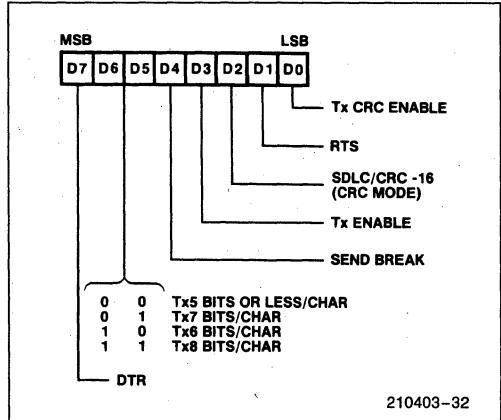 MSB LSB
D7 D6 D5 D4 D3 D2 D1 D0
Tx CRC ENABLE
RTS
SDLC/CRC -16
(CRC MODE)
Tx ENABLE
SEND BREAK
0 0 Tx5 BITS OR LESS/CHAR
0 1 Tx7 BITS/CHAR
1 0 Tx6 BITS/CHAR
1 1 Tx8 BITS/CHAR
DTR
210403-32